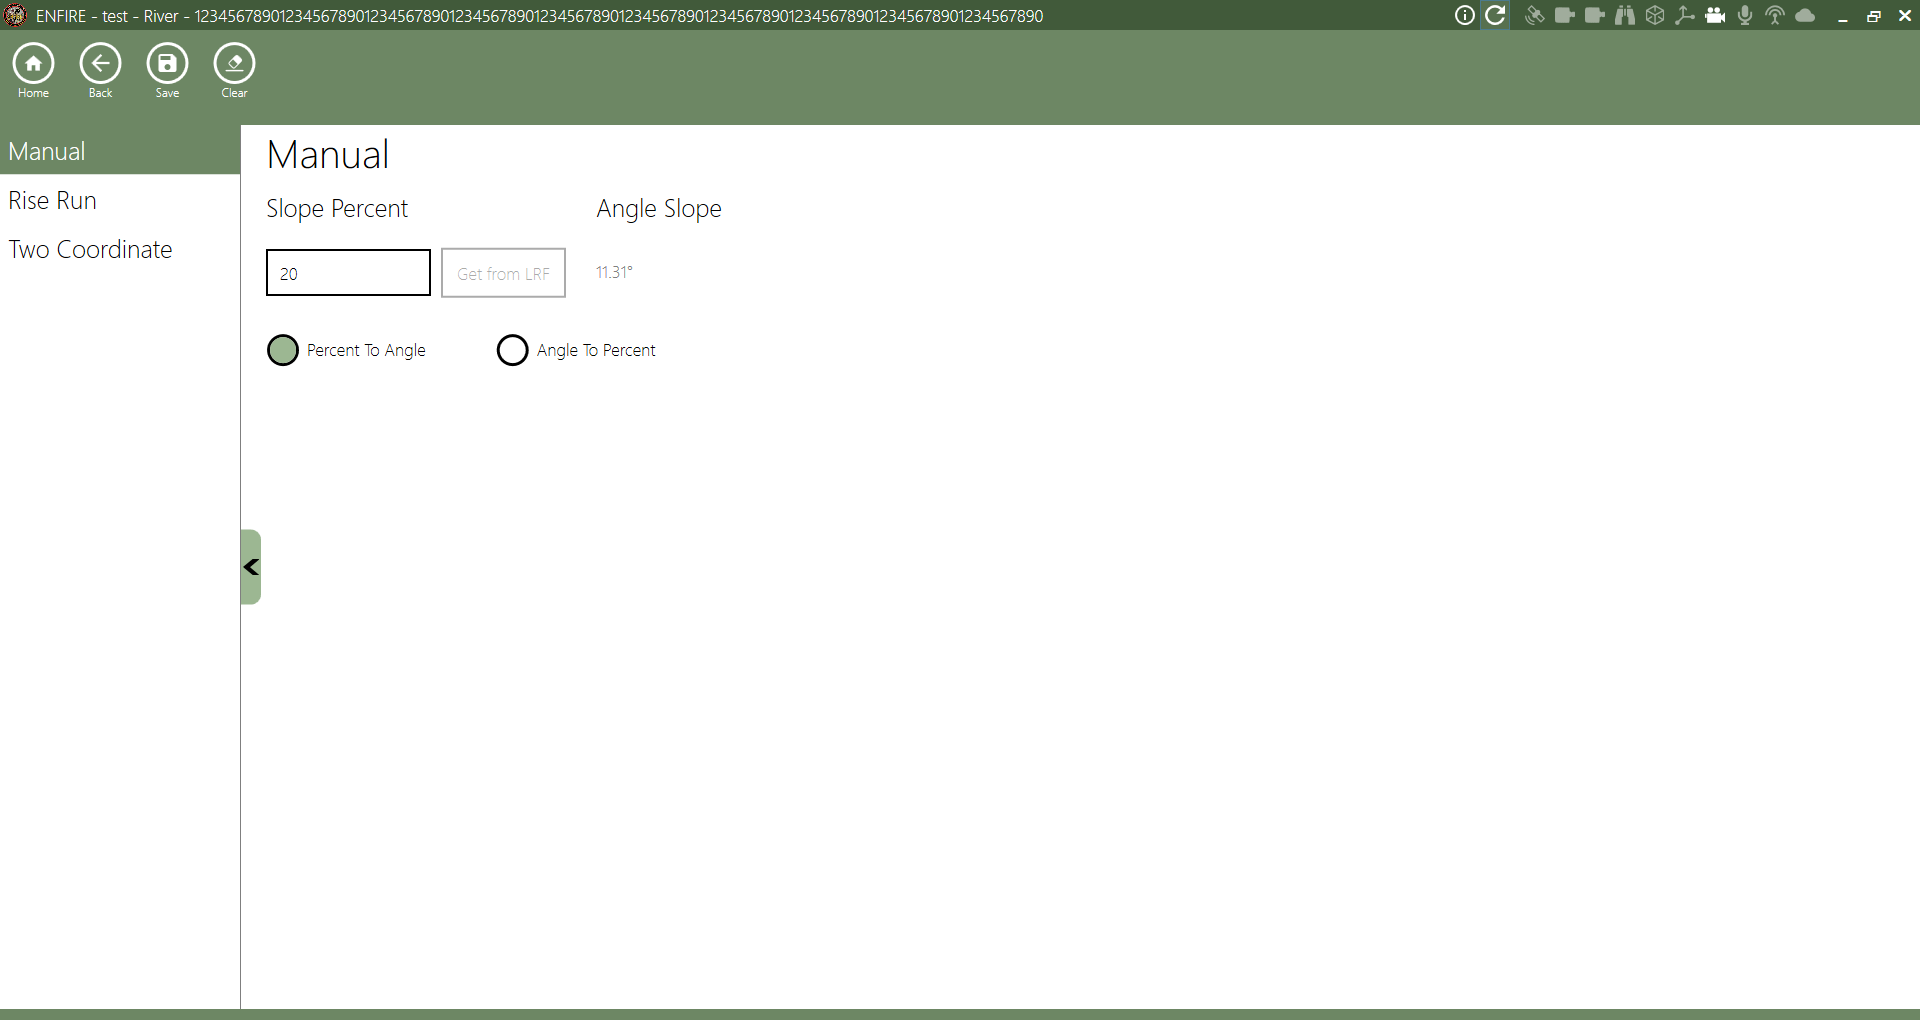 ENFIRE - test - River - 1234567890123456789012345678901234567890123456789012345678901234567890123456789012345678901234567890
Home Back Save Clear
Manual
Rise Run
Two Coordinate
Manual
Slope Percent Angle Slope
20 Get from LRF 11.31°
Percent To Angle Angle To Percent